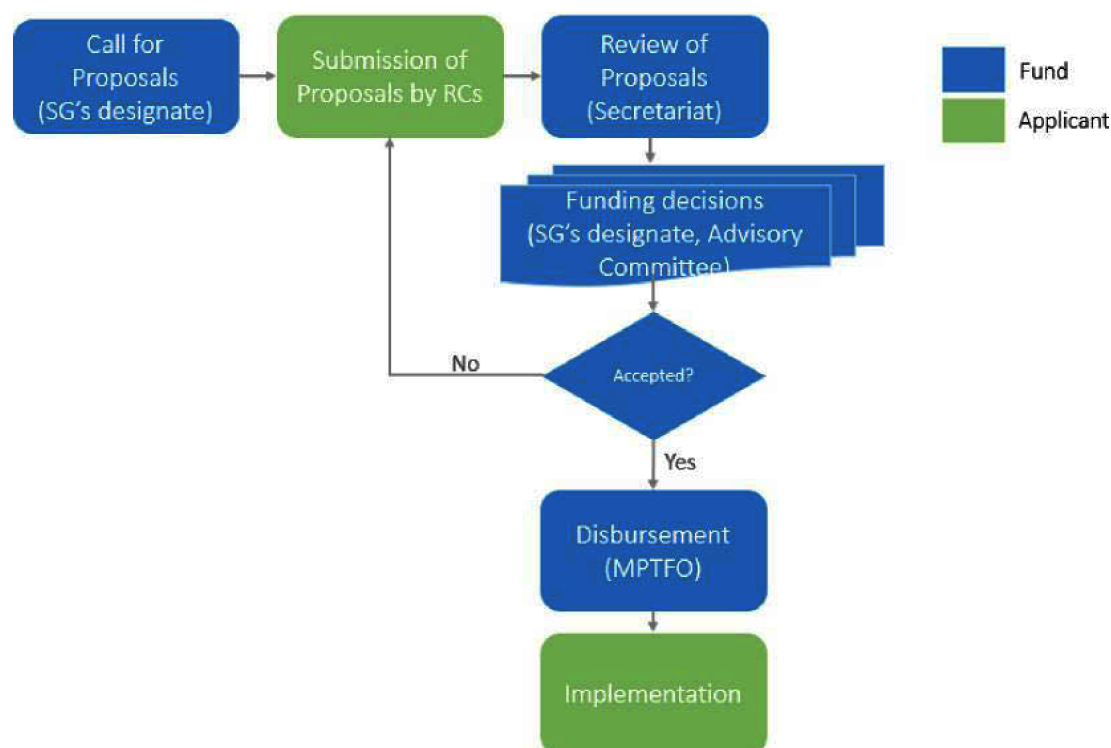 Call for
Proposals
(SG's designate)
Submission of
Proposals by RCs
Review of
Proposals
(Secretariat)
Fund
Applicant
Funding decisions
(SG's designate, Advisory
Committee)
No
Accepted?
Yes
Disbursement
(MPTFO)
Implementation